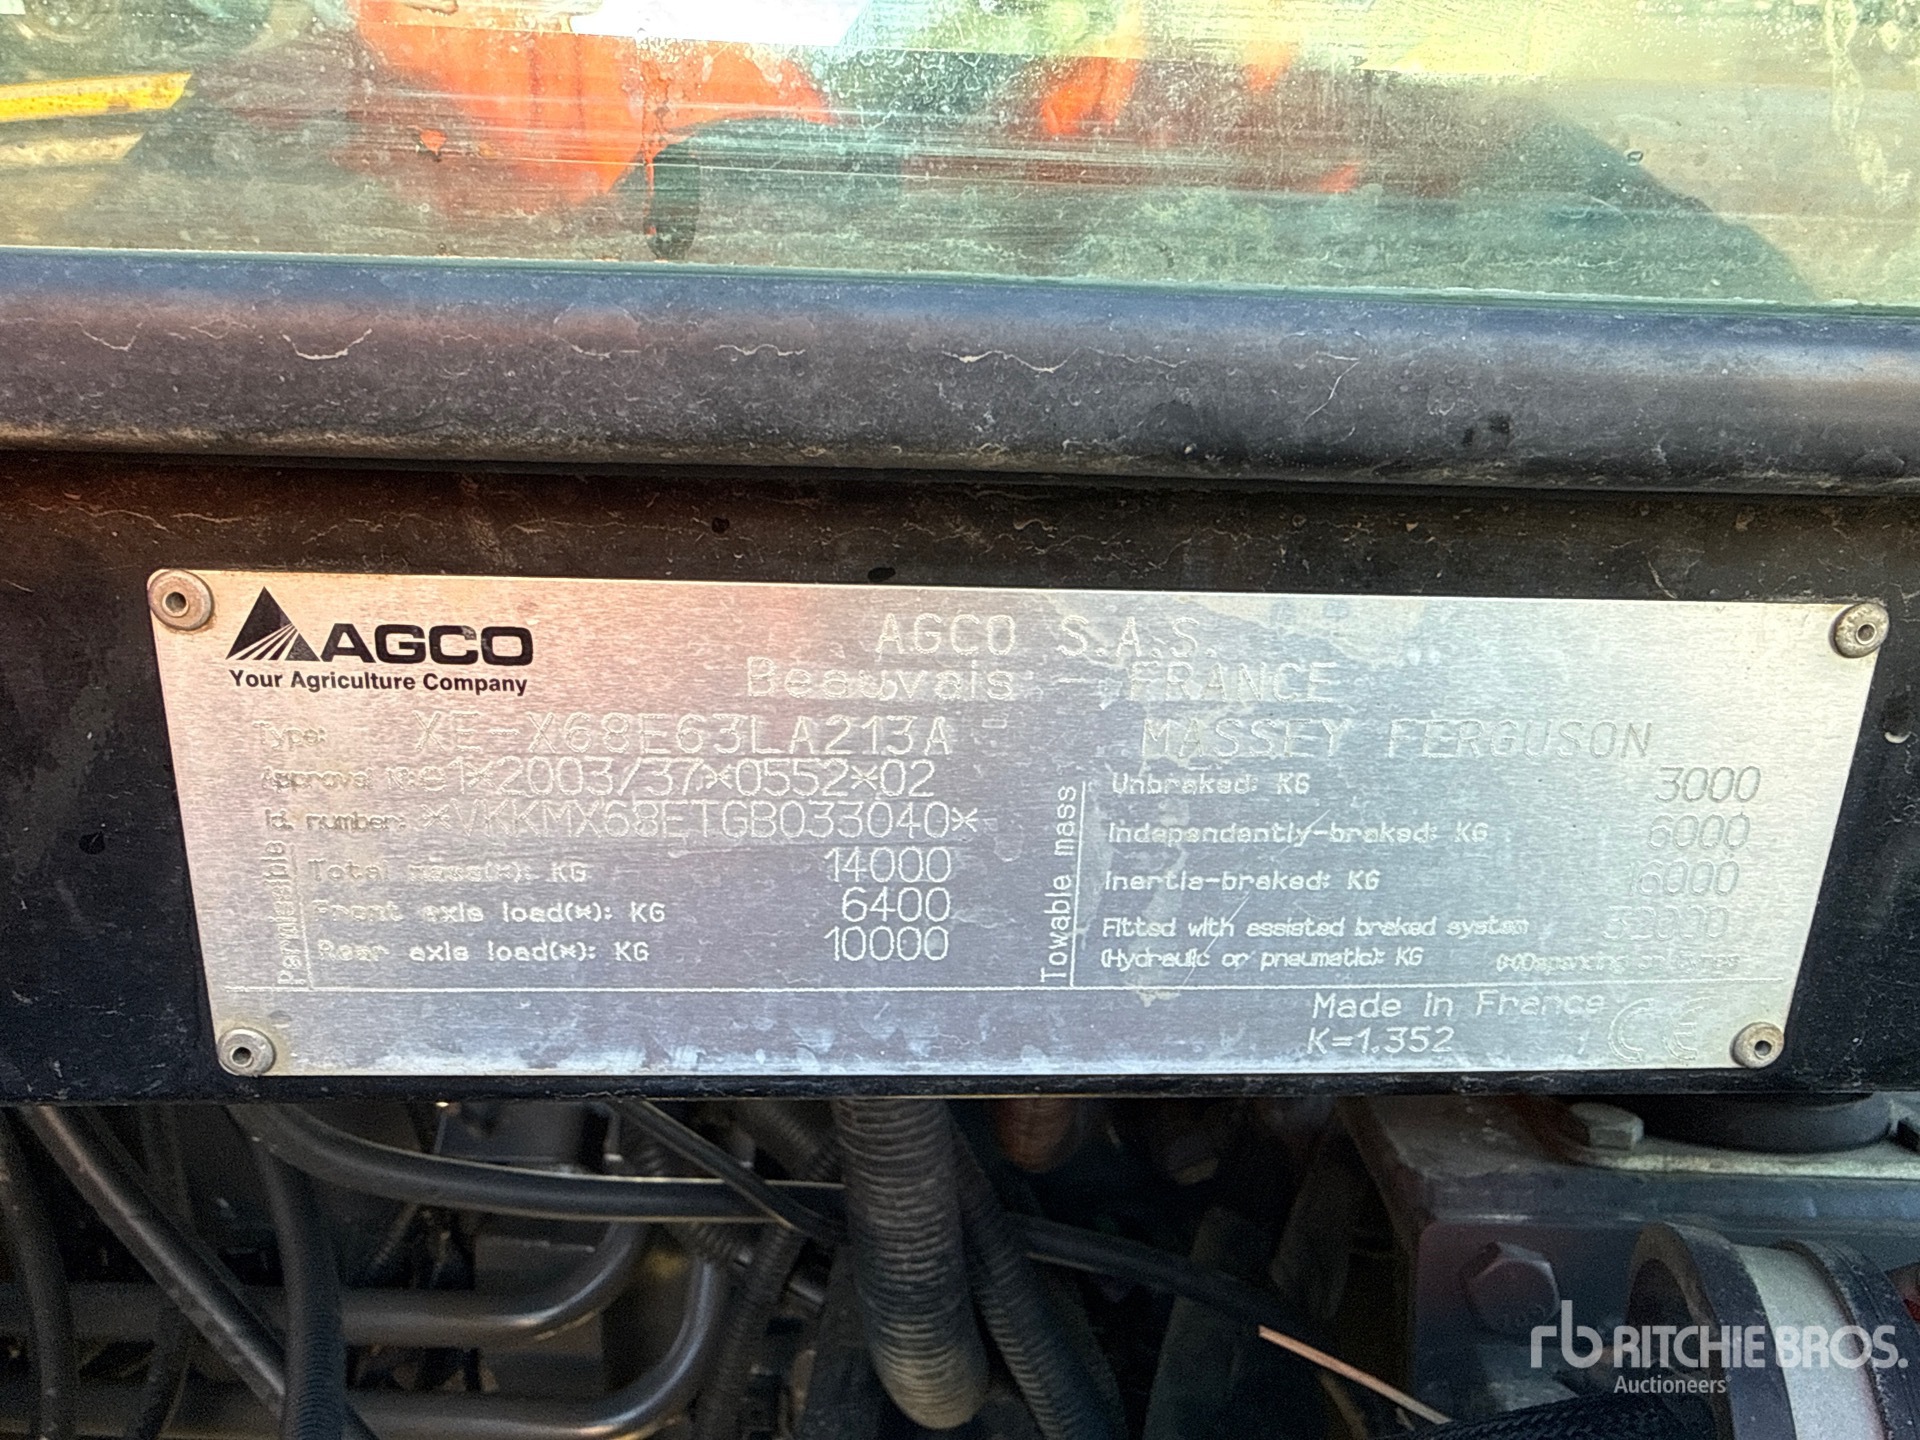 AGCO
Your Agriculture Company
AGCO S.A.S.
Beauvais - FRANCE
Type: XE-X68E63LA213A - MASSEY FERGUSON
Approval e1*2003/37*0552*02
Id. number: *VKKMX68ETGB033040*
Permissible
Total mass(*): KG 14000
Front axle load(*): KG 6400
Rear axle load(*): KG 10000
Towable mass
Unbraked: KG 3000
Independently-braked: KG 6000
Inertia-braked: KG 16000
Fitted with assisted braked system
(Hydraulic or pneumatic): KG
Made in France
K=1.352
CE
rb RITCHIE BROS.
Auctioneers